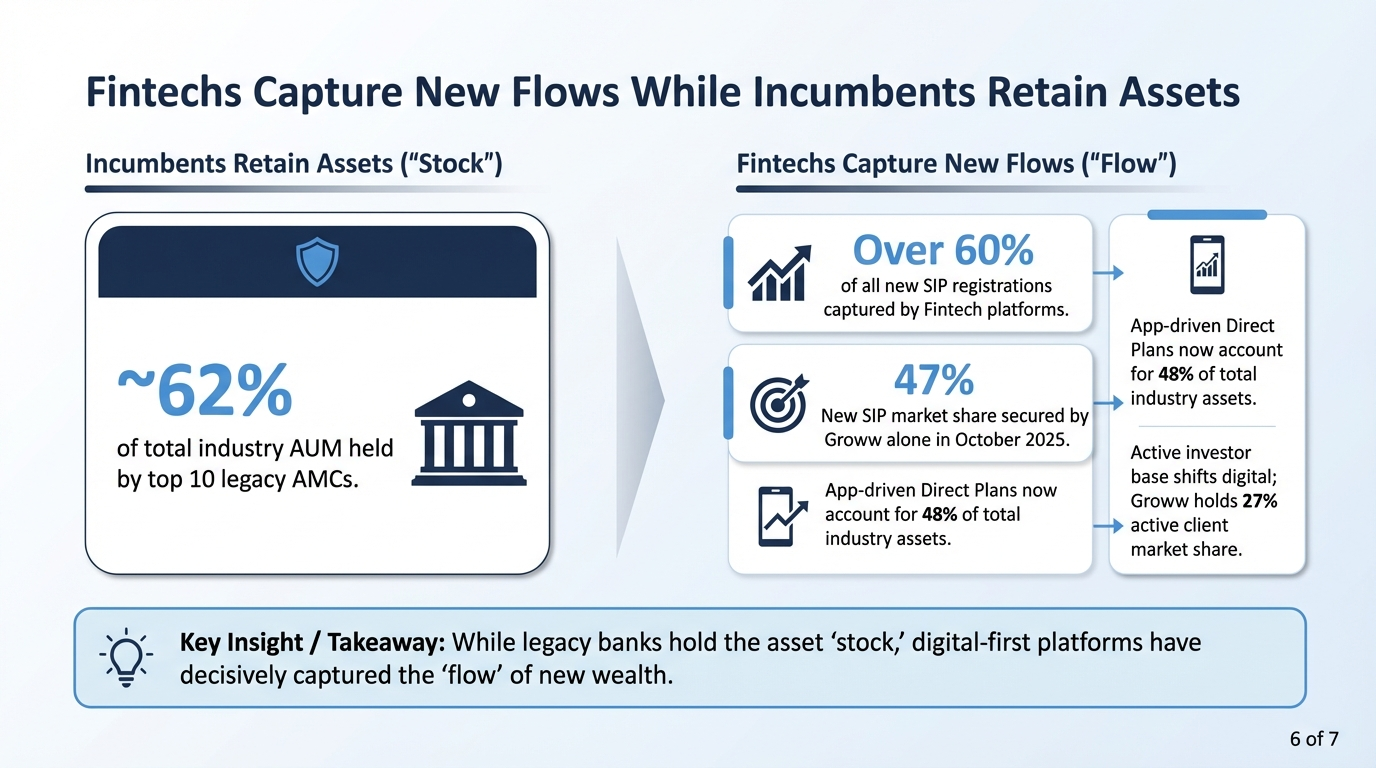 Fintechs Capture New Flows While Incumbents Retain Assets
Incumbents Retain Assets (“Stock”)
~62%
of total industry AUM held
by top 10 legacy AMCs.
Fintechs Capture New Flows (“Flow”)
Over 60%
of all new SIP registrations
captured by Fintech platforms.
47%
New SIP market share secured by
Groww alone in October 2025.
App-driven Direct Plans now
account for 48% of total
industry assets.
App-driven Direct
Plans now account
for 48% of total
industry assets.
Active investor
base shifts digital;
Groww holds 27%
active client
market share.
Key Insight / Takeaway: While legacy banks hold the asset ‘stock,’ digital-first platforms have
decisively captured the ‘flow’ of new wealth.
6 of 7